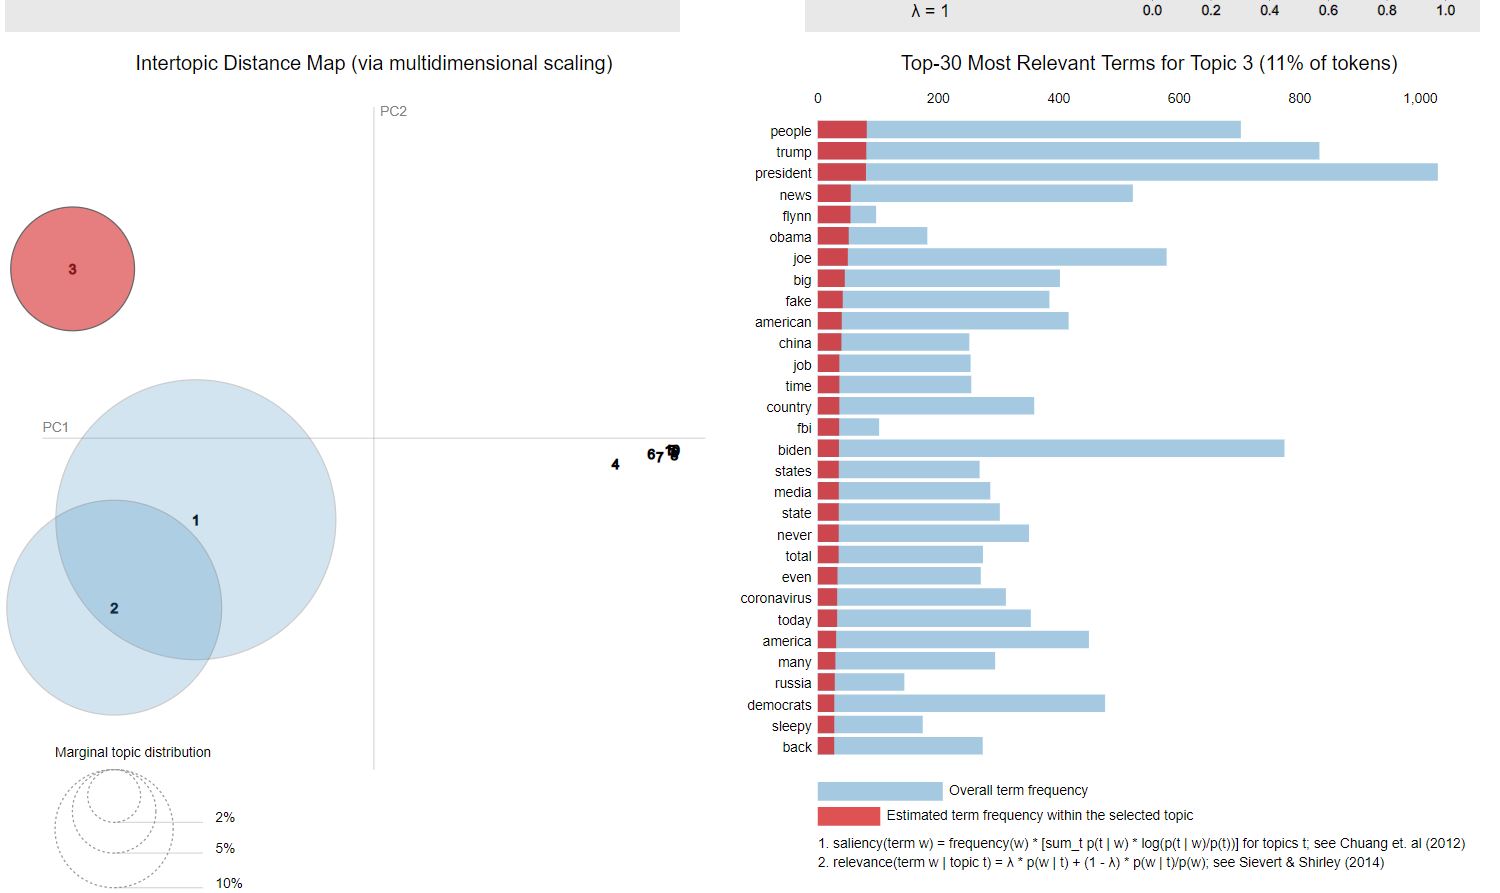 λ = 1
0.0 0.2 0.4 0.6 0.8 1.0
Intertopic Distance Map (via multidimensional scaling)
PC2
3
PC1
1
2
4
6
7
Marginal topic distribution
2%
5%
10%
Top-30 Most Relevant Terms for Topic 3 (11% of tokens)
0 200 400 600 800 1,000
people
trump
president
news
flynn
obama
joe
big
fake
american
china
job
time
country
fbi
biden
states
media
state
never
total
even
coronavirus
today
america
many
russia
democrats
sleepy
back
Overall term frequency
Estimated term frequency within the selected topic
1. saliency(term w) = frequency(w) * [sum_t p(t | w) * log(p(t | w)/p(t))] for topics t; see Chuang et. al (2012)
2. relevance(term w | topic t) = λ * p(w | t) + (1 - λ) * p(w | t)/p(w); see Sievert & Shirley (2014)